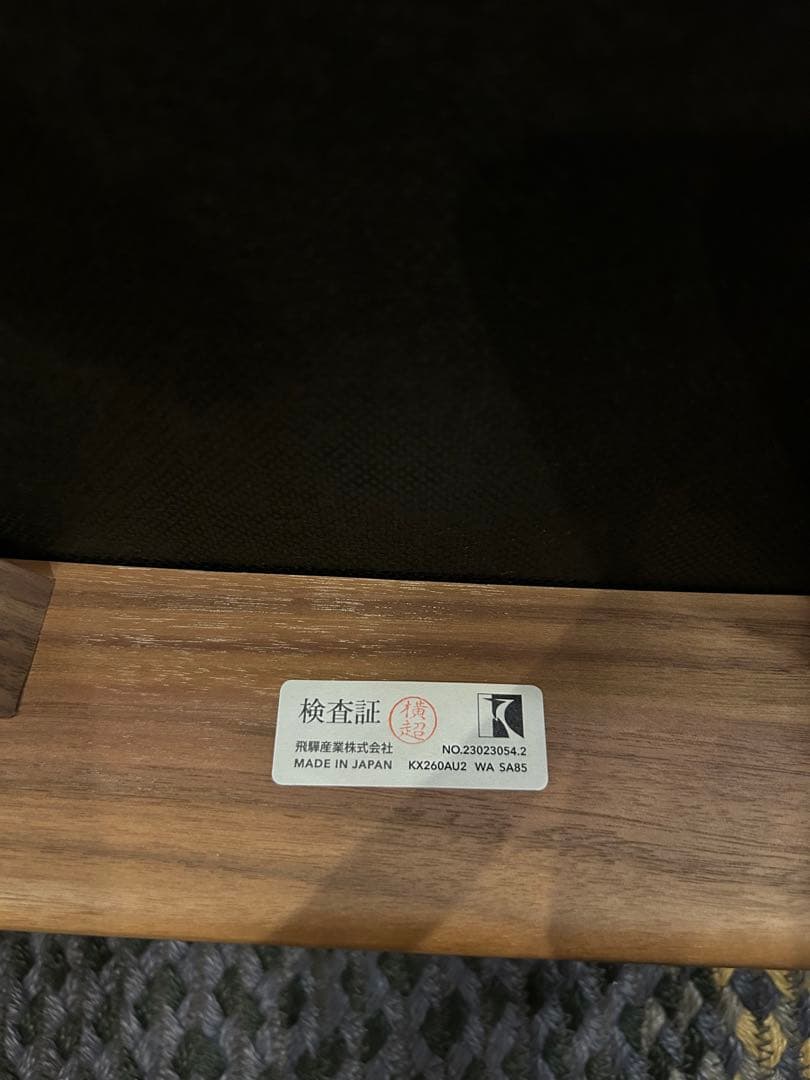 検査証 横超
飛驒産業株式会社 NO.23023054.2
MADE IN JAPAN KX260AU2 WA SA85